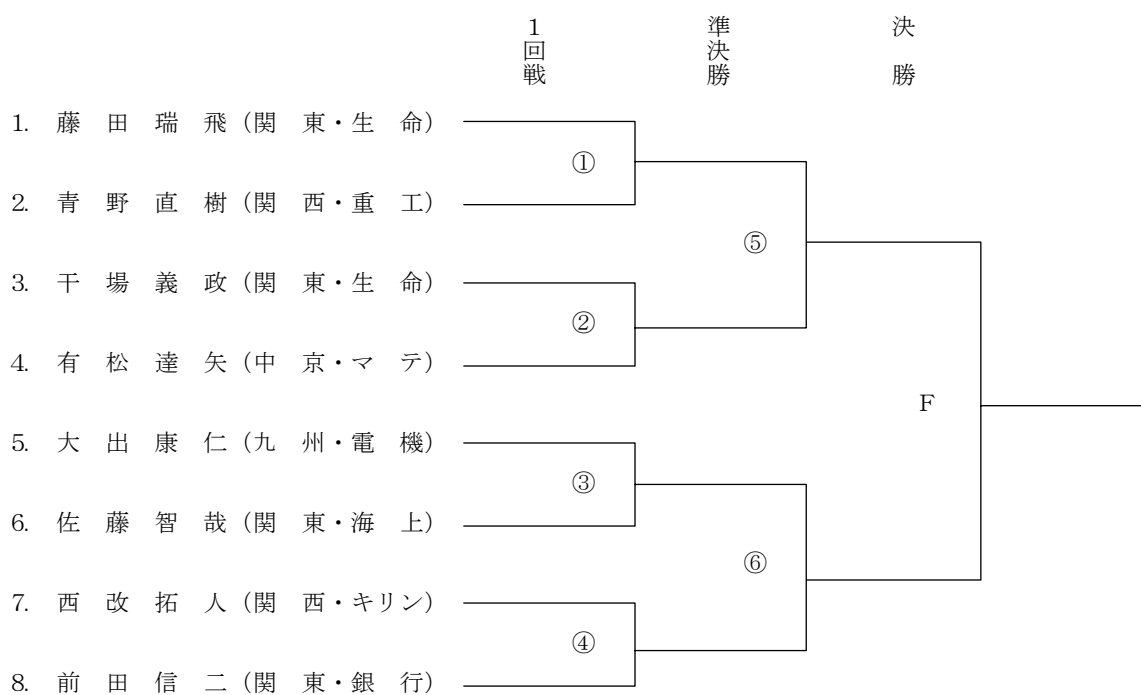 1回戦
準決勝
決勝
1. 藤田瑞飛(関東・生命)
①
2. 青野直樹(関西・重工)
⑤
3. 干場義政(関東・生命)
②
4. 有松達矢(中京・マテ)
F
5. 大出康仁(九州・電機)
③
6. 佐藤智哉(関東・海上)
⑥
7. 西改拓人(関西・キリン)
④
8. 前田信二(関東・銀行)